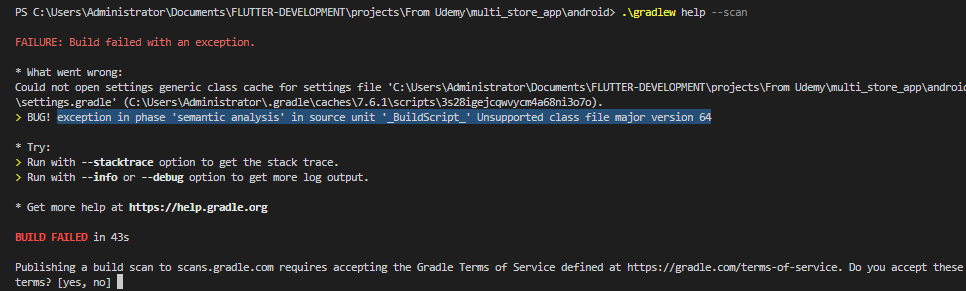 PS C:\Users\Administrator\Documents\FLUTTER-DEVELOPMENT\projects\From Udemy\multi_store_app\android> .\gradlew help --scan
FAILURE: Build failed with an exception.
* What went wrong:
Could not open settings generic class cache for settings file 'C:\Users\Administrator\Documents\FLUTTER-DEVELOPMENT\projects\From Udemy\multi_store_app\android
\settings.gradle' (C:\Users\Administrator\.gradle\caches\7.6.1\scripts\3s28igejcqwvycm4a68ni3o7o).
> BUG! exception in phase 'semantic analysis' in source unit '_BuildScript_' Unsupported class file major version 64
* Try:
> Run with --stacktrace option to get the stack trace.
> Run with --info or --debug option to get more log output.
* Get more help at https://help.gradle.org
BUILD FAILED in 43s
Publishing a build scan to scans.gradle.com requires accepting the Gradle Terms of Service defined at https://gradle.com/terms-of-service. Do you accept these
terms? [yes, no]